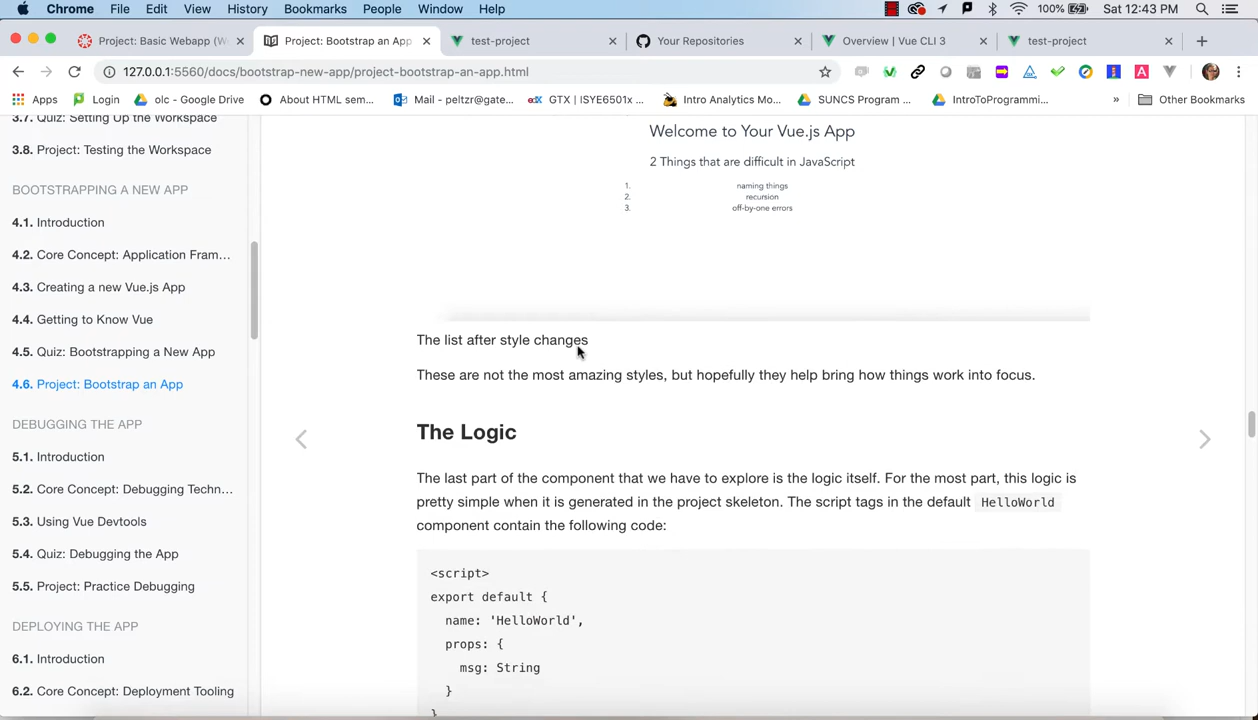 Chrome File Edit View History Bookmarks People Window Help 100% Sat 12:43 PM
Project: Basic Webapp (W
Project: Bootstrap an App
test-project
Your Repositories
Overview | Vue CLI 3
test-project
127.0.0.1:5560/docs/bootstrap-new-app/project-bootstrap-an-app.html
Apps Login olc - Google Drive About HTML sem... Mail - peltzr@gate... GTX | ISYE6501x ... Intro Analytics Mo... SUNCS Program ... IntroToProgrammi... » Other Bookmarks
3.7. Quiz: Setting Up the Workspace
3.8. Project: Testing the Workspace
BOOTSTRAPPING A NEW APP
4.1. Introduction
4.2. Core Concept: Application Fram...
4.3. Creating a new Vue.js App
4.4. Getting to Know Vue
4.5. Quiz: Bootstrapping a New App
4.6. Project: Bootstrap an App
DEBUGGING THE APP
5.1. Introduction
5.2. Core Concept: Debugging Techn...
5.3. Using Vue Devtools
5.4. Quiz: Debugging the App
5.5. Project: Practice Debugging
DEPLOYING THE APP
6.1. Introduction
6.2. Core Concept: Deployment Tooling
Welcome to Your Vue.js App
2 Things that are difficult in JavaScript
1. naming things
2. recursion
3. off-by-one errors
The list after style changes
These are not the most amazing styles, but hopefully they help bring how things work into focus.
The Logic
The last part of the component that we have to explore is the logic itself. For the most part, this logic is
pretty simple when it is generated in the project skeleton. The script tags in the default HelloWorld
component contain the following code:
<script>
export default {
name: 'HelloWorld',
props: {
msg: String
}
}